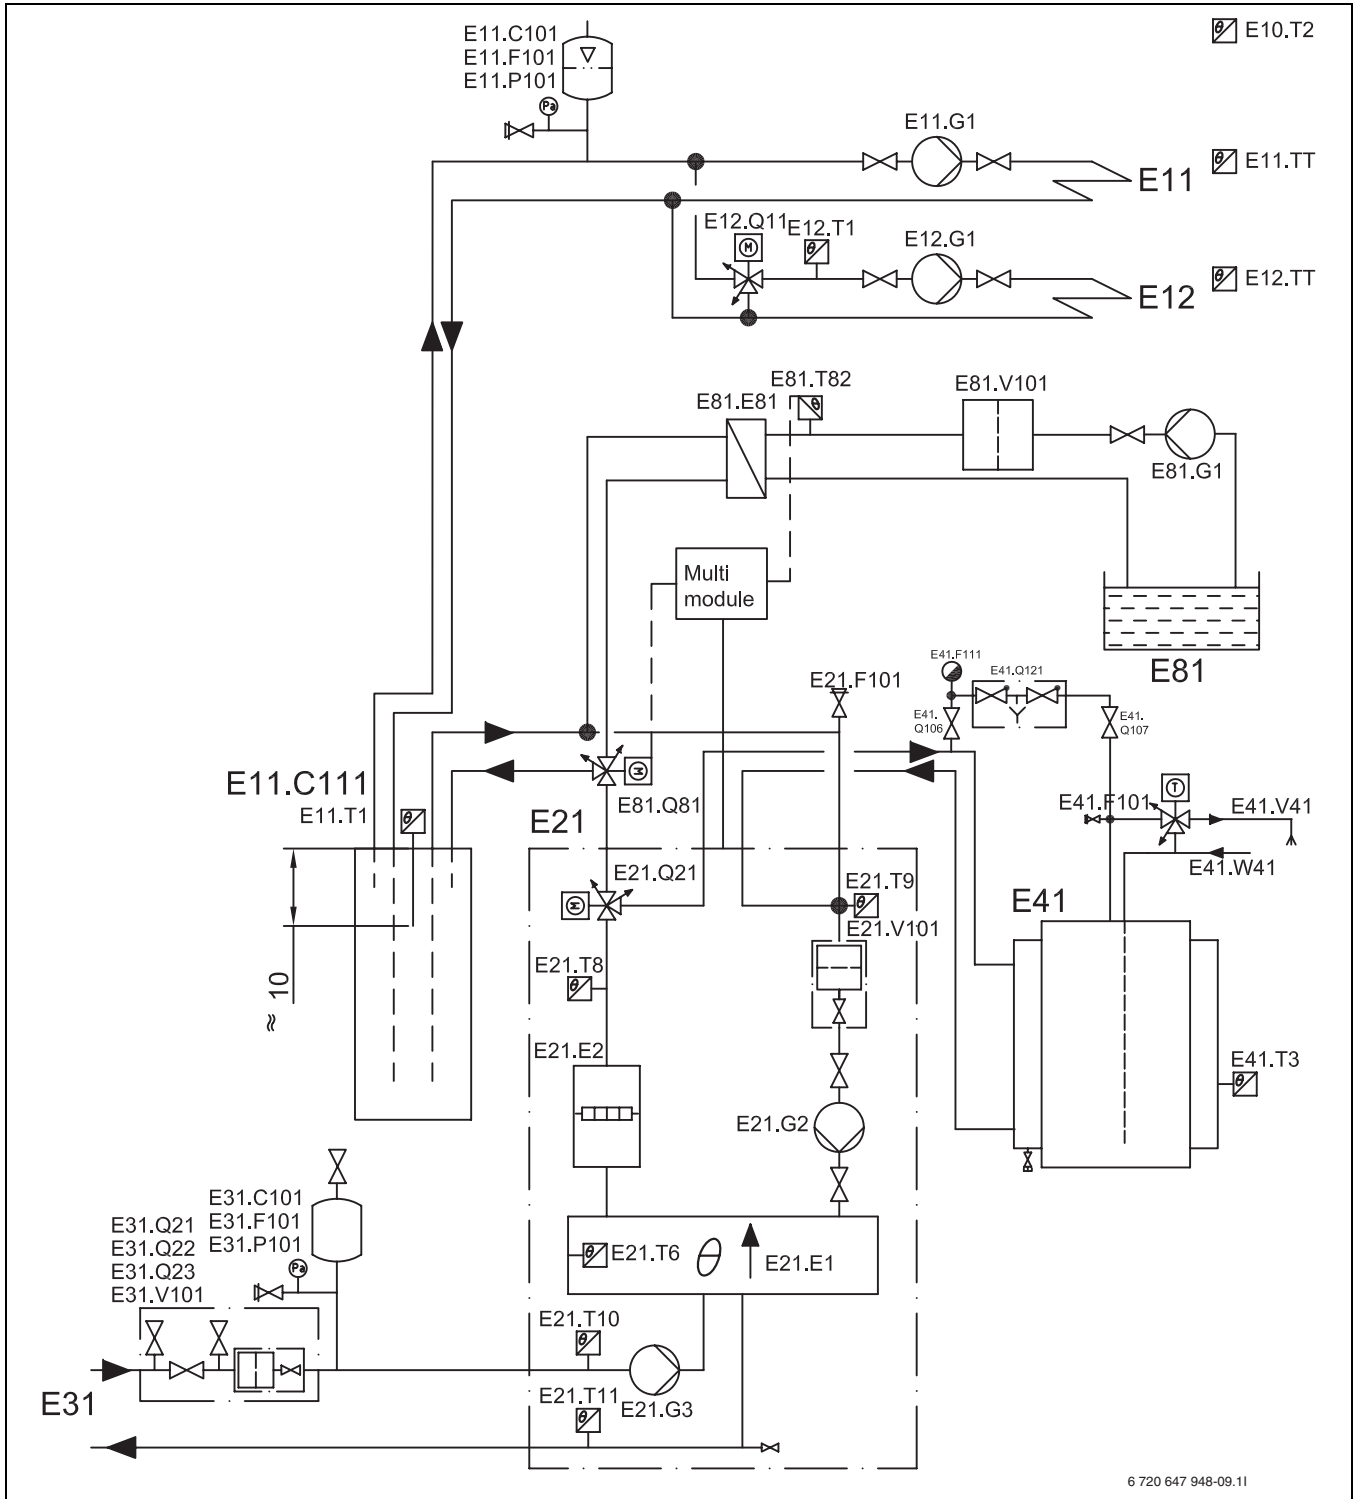 E11.C101
E11.F101
E11.P101
Pa
E10.T2
θ
E11.G1
E11
θ
E11.TT
E12.Q11
M
E12.T1
θ
E12.G1
E12
θ
E12.TT
E81.T82
θ
E81.E81
E81.V101
E81.G1
Multi
module
E81
E41.F111
E41.Q121
E21.F101
E41.
Q106
E41.
Q107
E11.C111
E11.T1
θ
M
E81.Q81
E21
E41.F101
T
E41.V41
E41.W41
E21.Q21
M
E21.T9
θ
E21.V101
E41
≈ 10
E21.T8
θ
E21.E2
E21.G2
E41.T3
θ
E31.C101
E31.F101
E31.P101
Pa
E31.Q21
E31.Q22
E31.Q23
E31.V101
θ
E21.T6
E21.E1
E21.T10
θ
E21.G3
E21.T11
θ
E31
6 720 647 948-09.1I